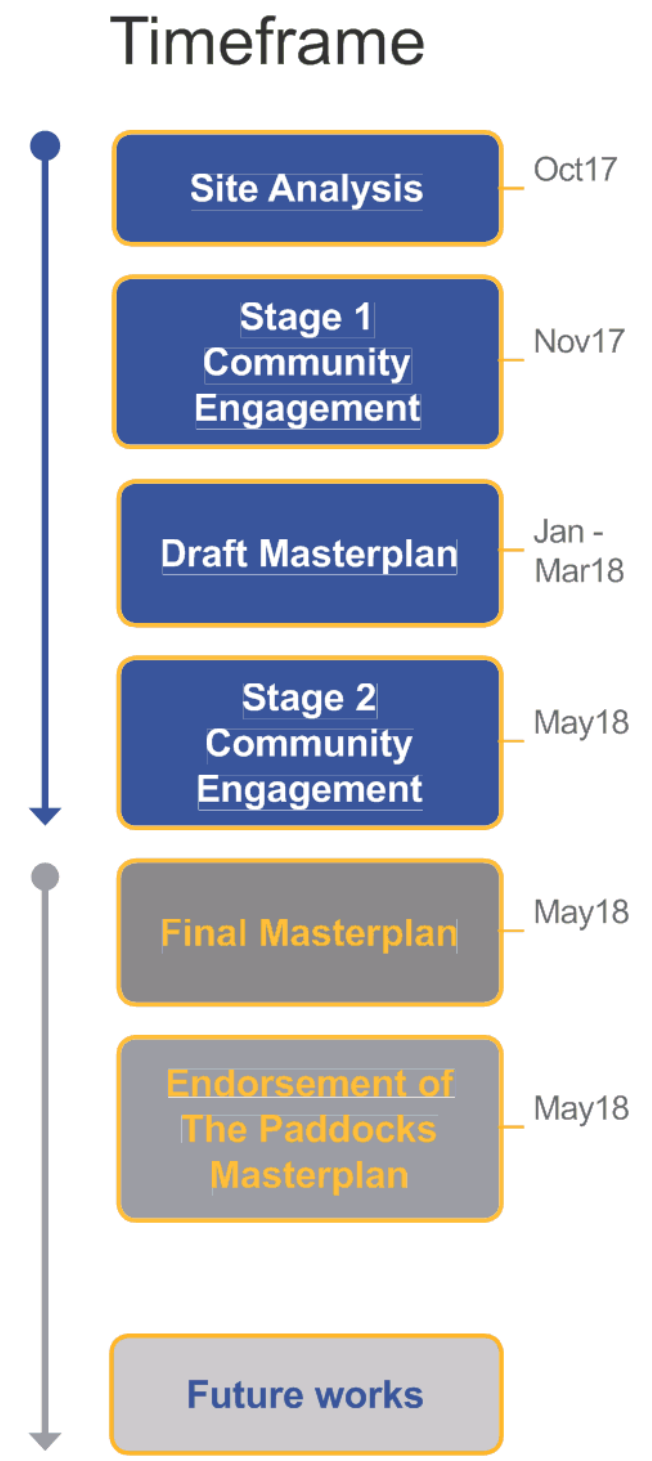 Timeframe
Site Analysis
Oct17
Stage 1
Community
Engagement
Nov17
Draft Masterplan
Jan -
Mar18
Stage 2
Community
Engagement
May18
Final Masterplan
May18
Endorsement of
The Paddocks
Masterplan
May18
Future works